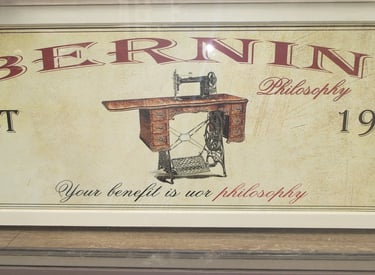 BERNIN
Philosophy
T 19
Your benefit is uor philosophy